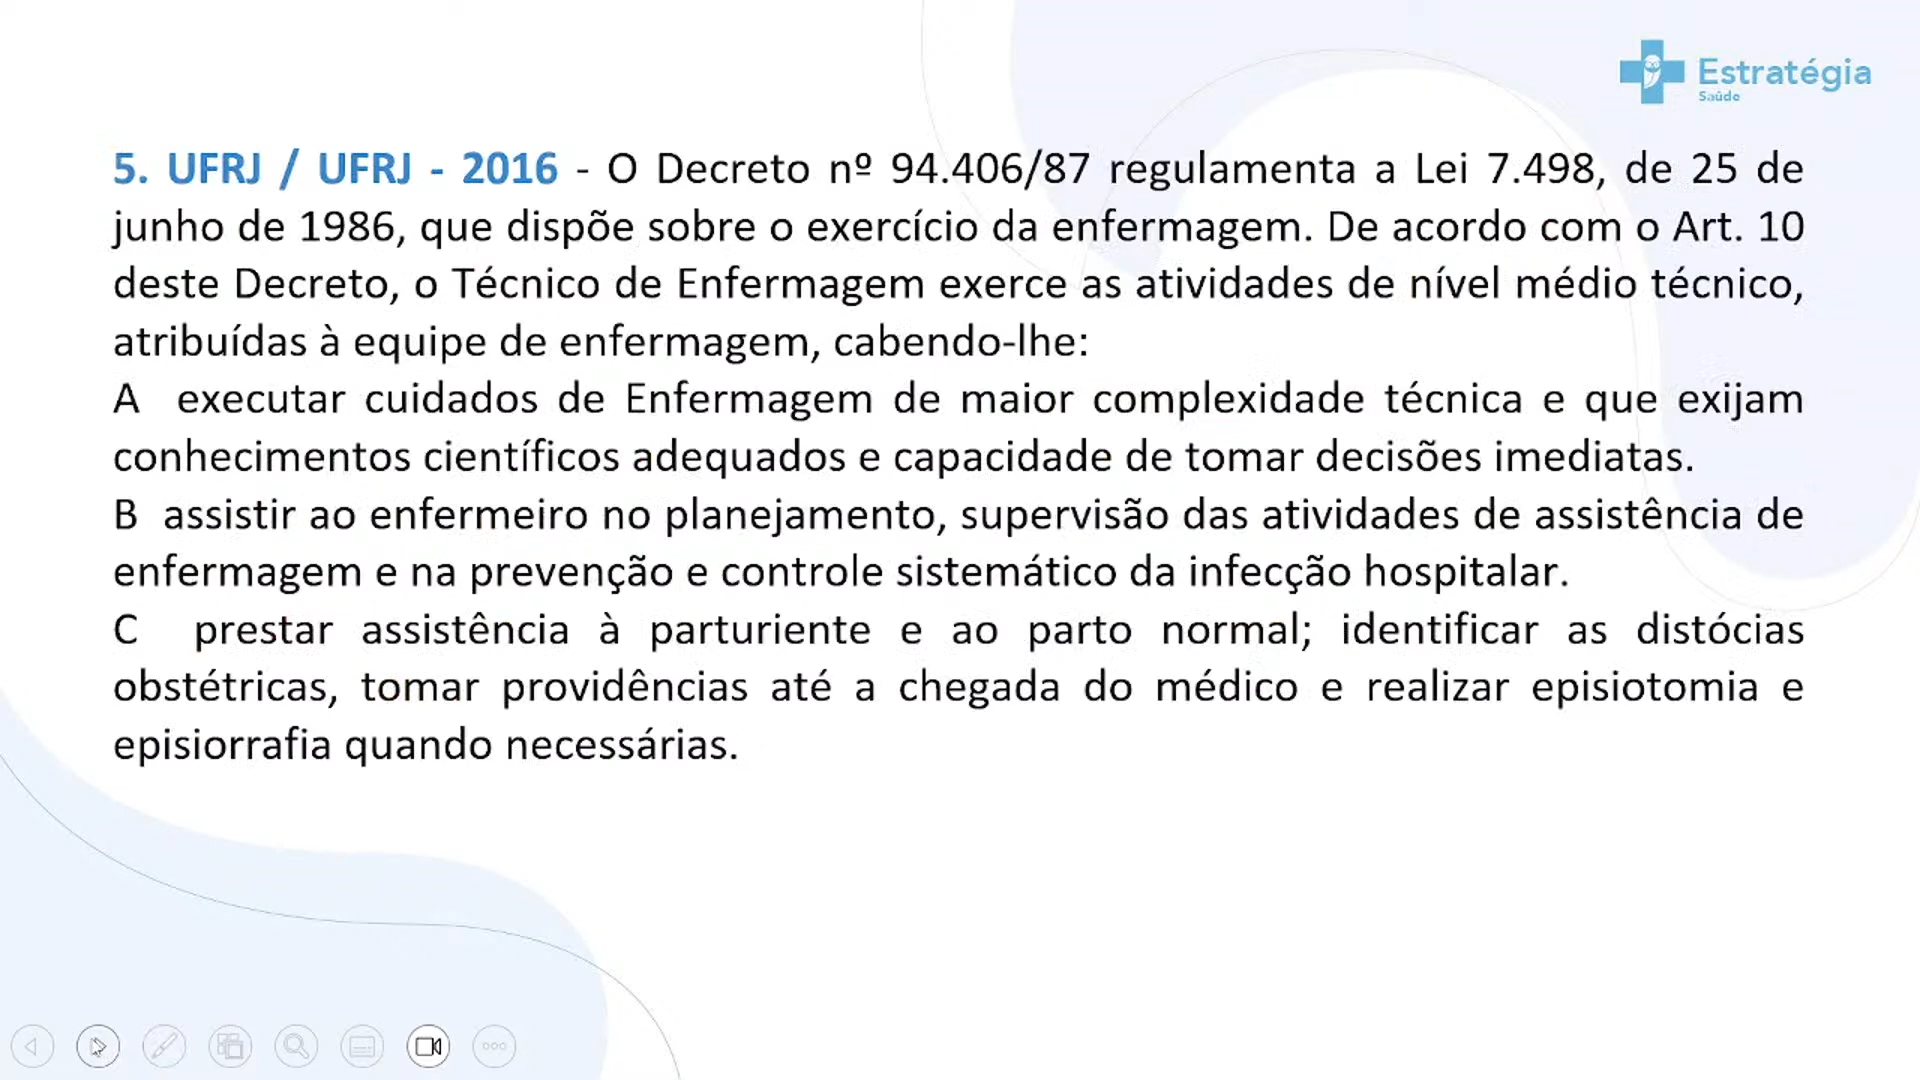 Estratégia
Saúde
5. UFRJ / UFRJ - 2016 - O Decreto nº 94.406/87 regulamenta a Lei 7.498, de 25 de
junho de 1986, que dispõe sobre o exercício da enfermagem. De acordo com o Art. 10
deste Decreto, o Técnico de Enfermagem exerce as atividades de nível médio técnico,
atribuídas à equipe de enfermagem, cabendo-lhe:
A executar cuidados de Enfermagem de maior complexidade técnica e que exijam
conhecimentos científicos adequados e capacidade de tomar decisões imediatas.
B assistir ao enfermeiro no planejamento, supervisão das atividades de assistência de
enfermagem e na prevenção e controle sistemático da infecção hospitalar.
C prestar assistência à parturiente e ao parto normal; identificar as distócias
obstétricas, tomar providências até a chegada do médico e realizar episiotomia e
episiorrafia quando necessárias.